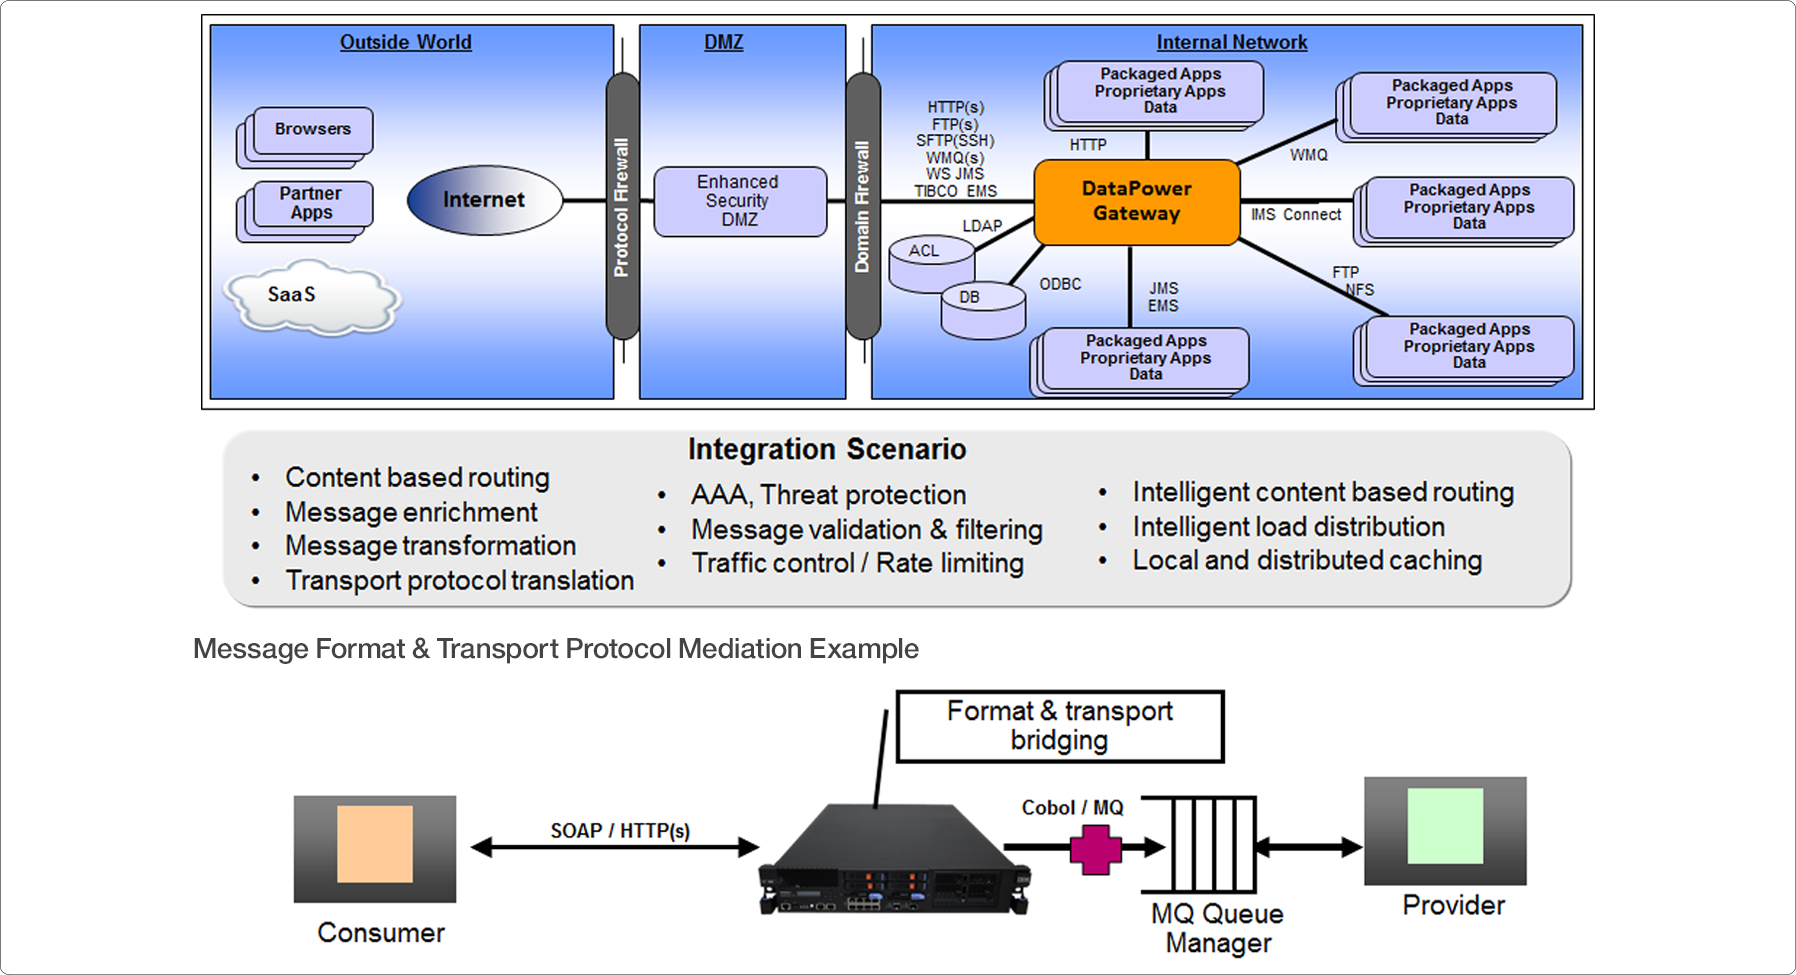 Outside World
DMZ
Internal Network
Browsers
Partner
Apps
SaaS
Internet
Protocol Firewall
Enhanced
Security
DMZ
Domain Firewall
HTTP(s)
FTP(s)
SFTP(SSH)
WMQ(s)
WS JMS
TIBCO EMS
LDAP
ACL
DB
ODBC
HTTP
Packaged Apps
Proprietary Apps
Data
DataPower
Gateway
WMQ
Packaged Apps
Proprietary Apps
Data
IMS Connect
Packaged Apps
Proprietary Apps
Data
FTP
NFS
Packaged Apps
Proprietary Apps
Data
JMS
EMS
Packaged Apps
Proprietary Apps
Data
Integration Scenario
• Content based routing
• Message enrichment
• Message transformation
• Transport protocol translation
• AAA, Threat protection
• Message validation & filtering
• Traffic control / Rate limiting
• Intelligent content based routing
• Intelligent load distribution
• Local and distributed caching
Message Format & Transport Protocol Mediation Example
Format & transport
bridging
SOAP / HTTP(s)
Cobol / MQ
Consumer
MQ Queue
Manager
Provider